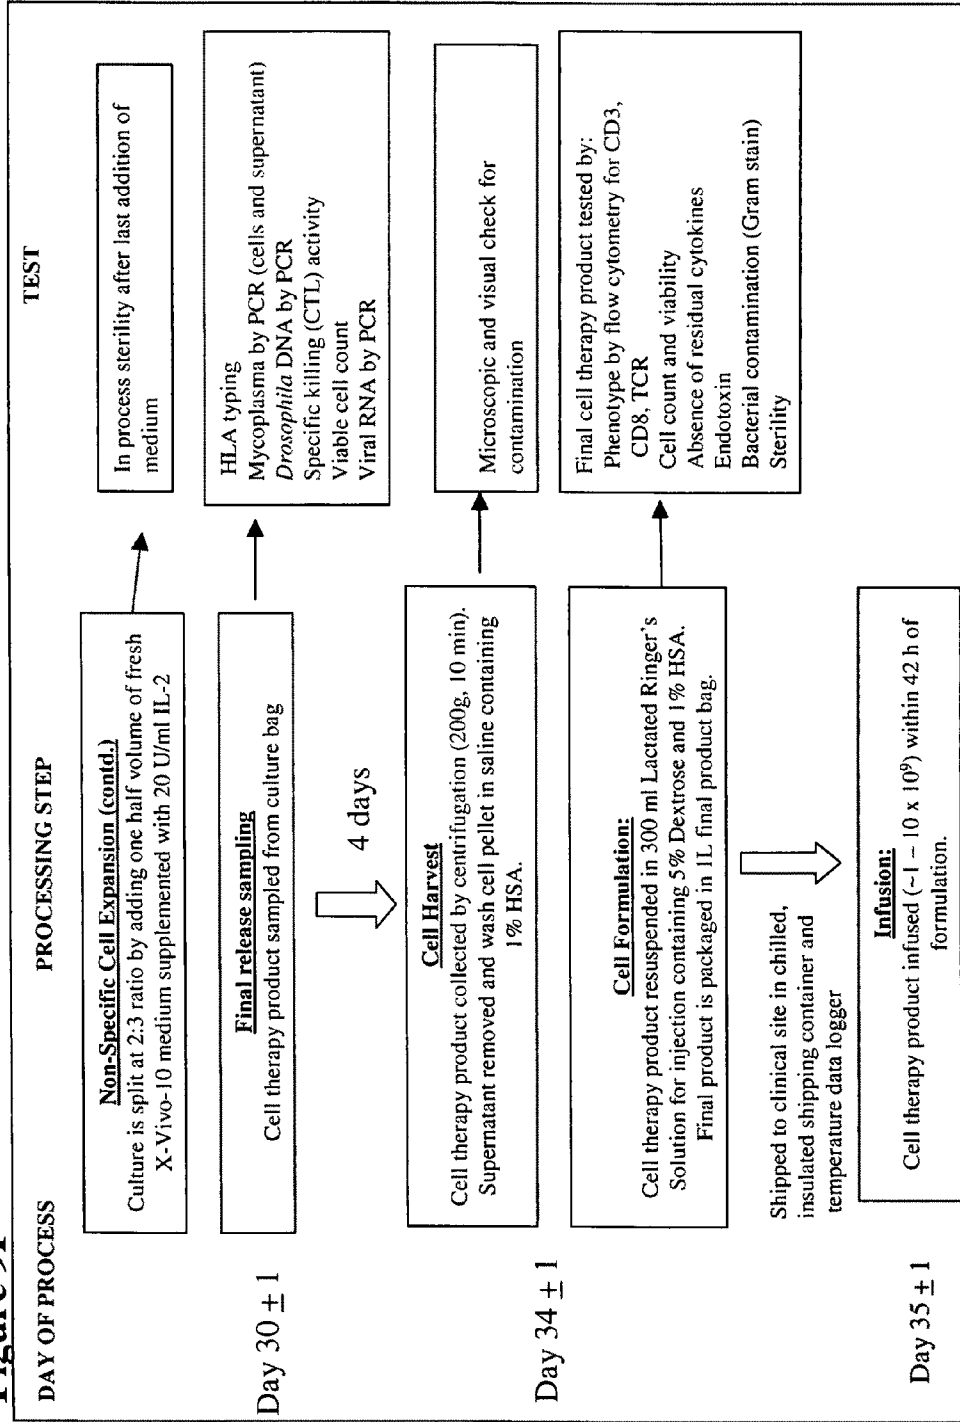 DAY OF PROCESS
PROCESSING STEP
TEST
Non-Specific Cell Expansion (contd.)
Culture is split at 2:3 ratio by adding one half volume of fresh
X-Vivo-10 medium supplemented with 20 U/ml IL-2
In process sterility after last addition of
medium
Day 30 ± 1
Final release sampling
Cell therapy product sampled from culture bag
HLA typing
Mycoplasma by PCR (cells and supernatant)
Drosophila DNA by PCR
Specific killing (CTL) activity
Viable cell count
Viral RNA by PCR
4 days
Day 34 ± 1
Cell Harvest
Cell therapy product collected by centrifugation (200g, 10 min).
Supernatant removed and wash cell pellet in saline containing
1% HSA.
Microscopic and visual check for
contamination
Cell Formulation:
Cell therapy product resuspended in 300 ml Lactated Ringer's
Solution for injection containing 5% Dextrose and 1% HSA.
Final product is packaged in 1L final product bag.
Final cell therapy product tested by:
Phenotype by flow cytometry for CD3,
CD8, TCR
Cell count and viability
Absence of residual cytokines
Endotoxin
Bacterial contamination (Gram stain)
Sterility
Shipped to clinical site in chilled,
insulated shipping container and
temperature data logger
Day 35 ± 1
Infusion:
Cell therapy product infused (~1 – 10 x 10⁹) within 42 h of
formulation.